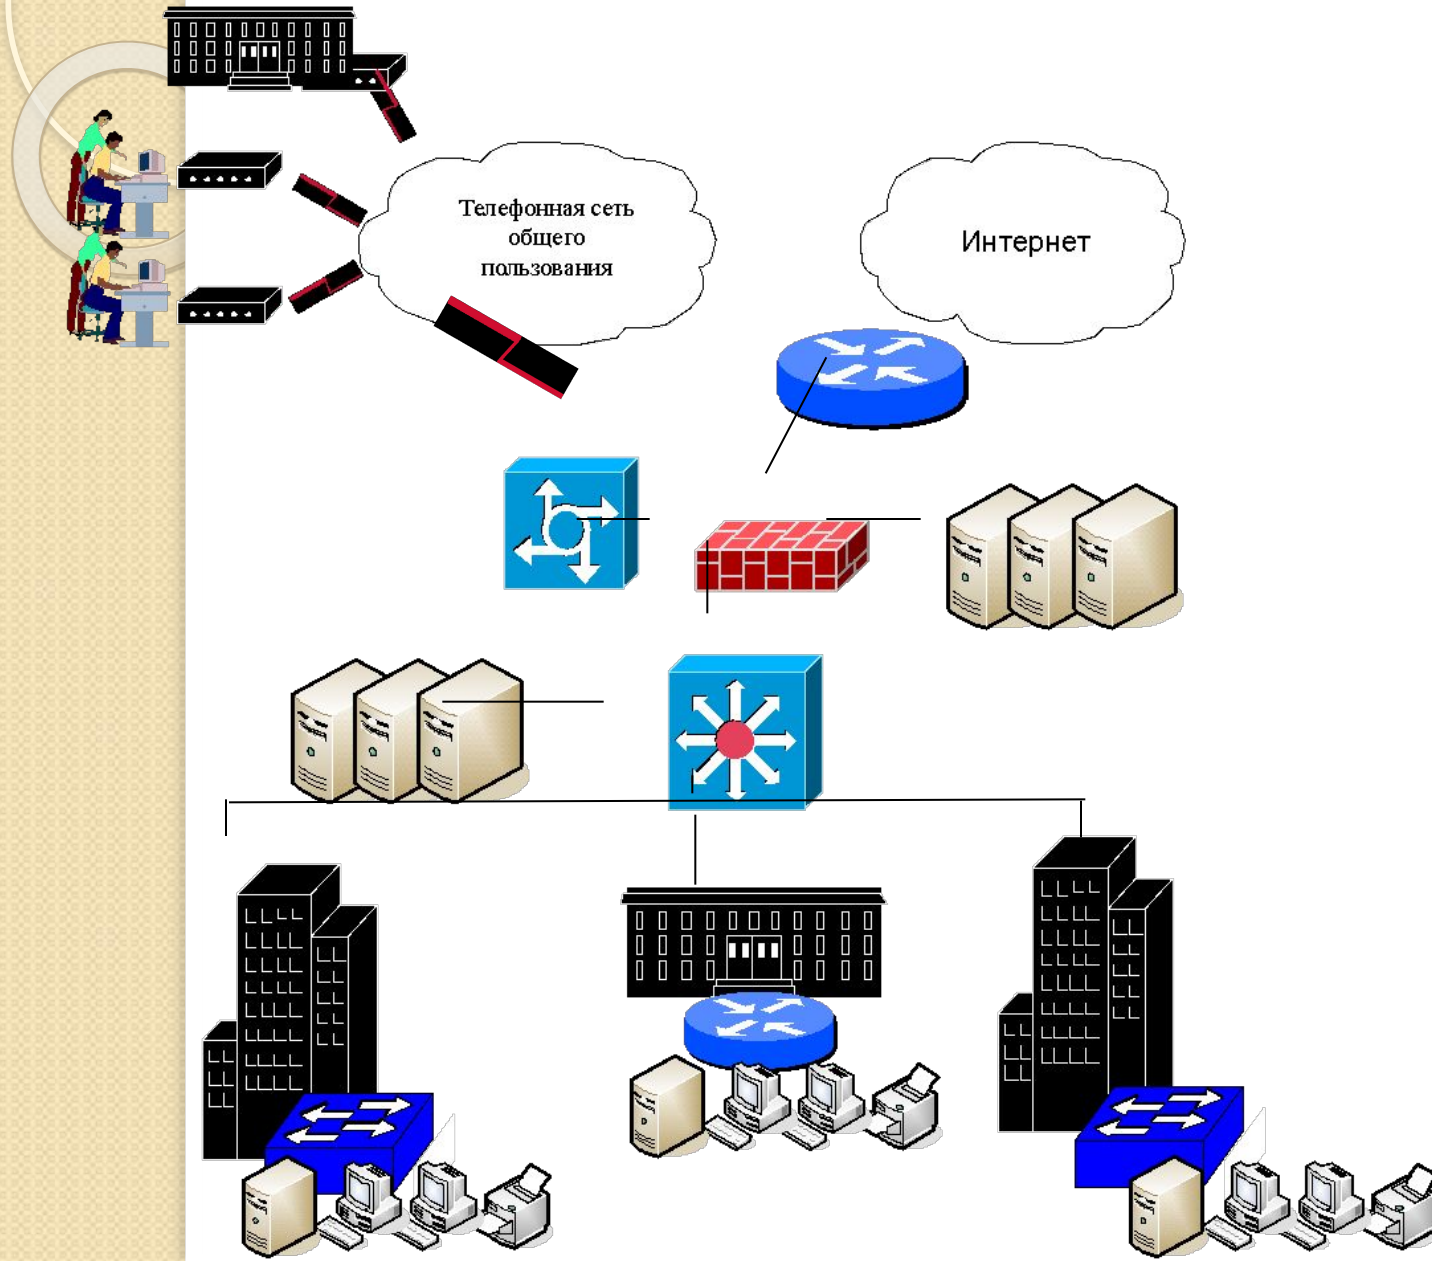 Телефонная сеть
общего
пользования
Интернет